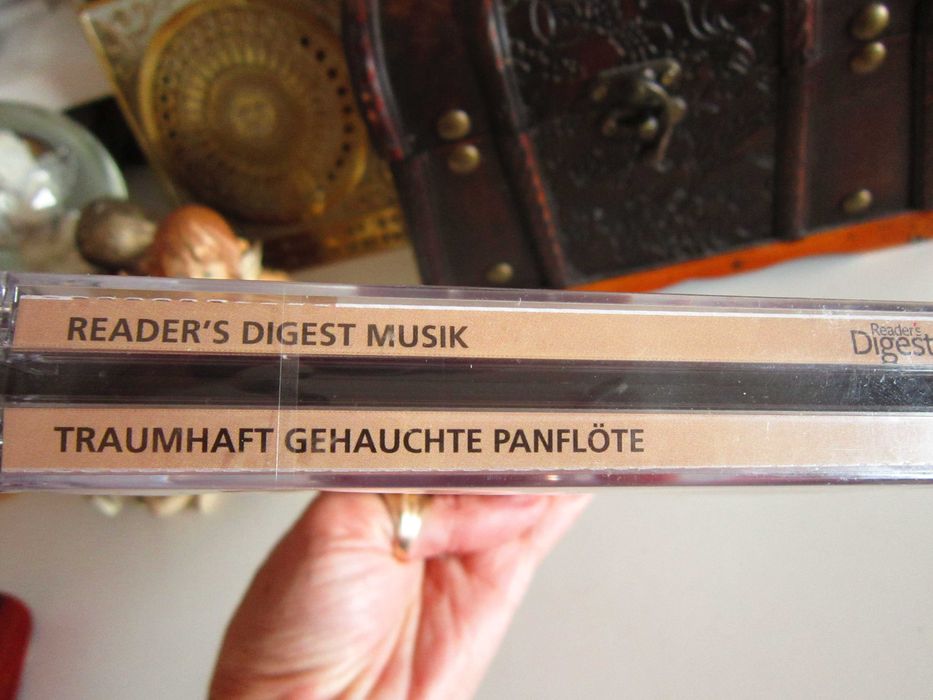 READER'S DIGEST MUSIK
Reader's
Digest
TRAUMHAFT GEHAUCHTE PANFLÖTE